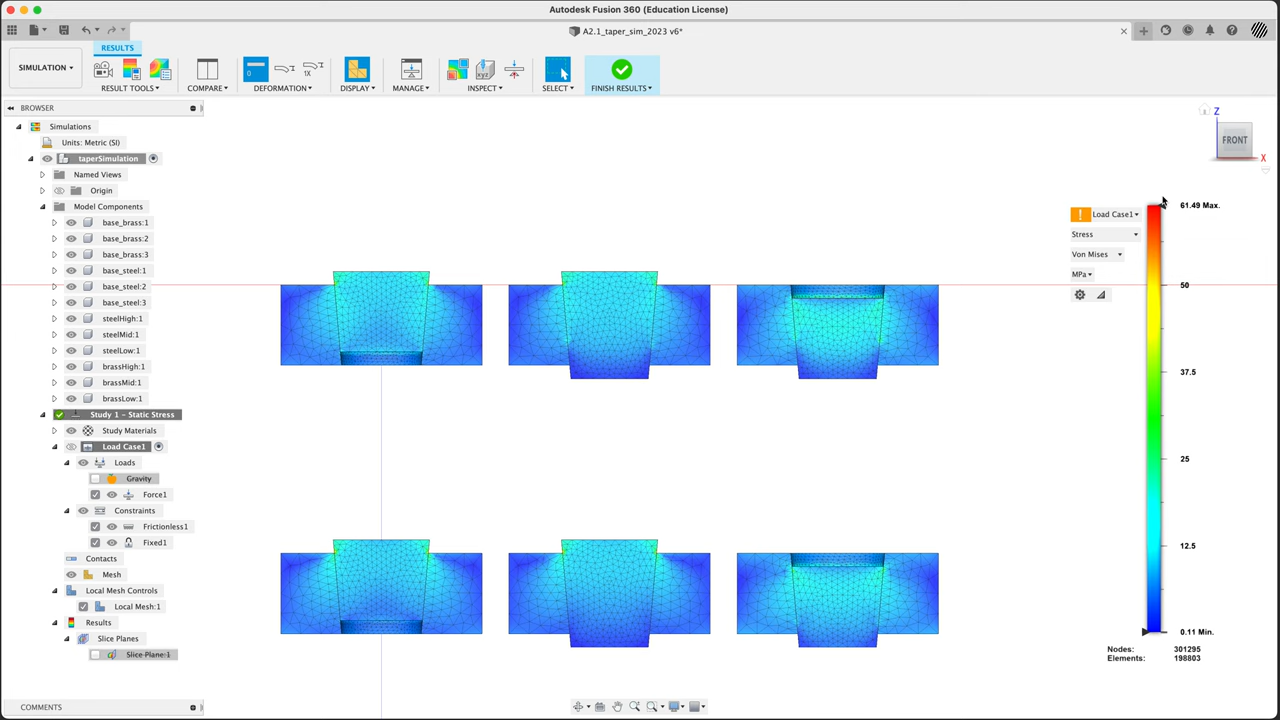 Autodesk Fusion 360 (Education License)
A2.1_taper_sim_2023 v6*
RESULTS
SIMULATION
RESULT TOOLS
COMPARE
0
1X
DEFORMATION
DISPLAY
MANAGE
xyz
INSPECT
SELECT
FINISH RESULTS
BROWSER
Simulations
Units: Metric (SI)
taperSimulation
Named Views
Origin
Model Components
base_brass:1
base_brass:2
base_brass:3
base_steel:1
base_steel:2
base_steel:3
steelHigh:1
steelMid:1
steelLow:1
brassHigh:1
brassMid:1
brassLow:1
Study 1 - Static Stress
Study Materials
Load Case1
Loads
Gravity
Force1
Constraints
Frictionless1
Fixed1
Contacts
Mesh
Local Mesh Controls
Local Mesh:1
Results
Slice Planes
Slice Plane:1
COMMENTS
Z
FRONT
X
Load Case1
Stress
Von Mises
MPa
61.49 Max.
50
37.5
25
12.5
0.11 Min.
Nodes: 301295
Elements: 198803